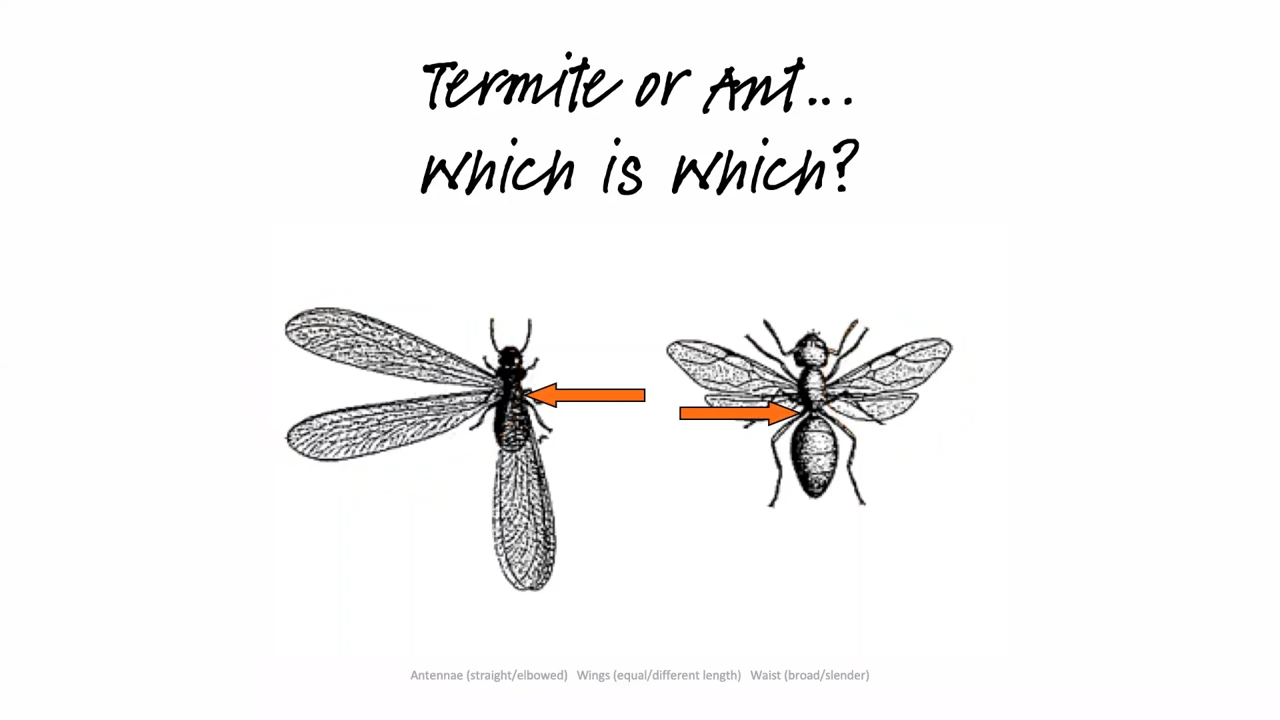 Termite or Ant...
which is which?
Antennae (straight/elbowed) Wings (equal/different length) Waist (broad/slender)